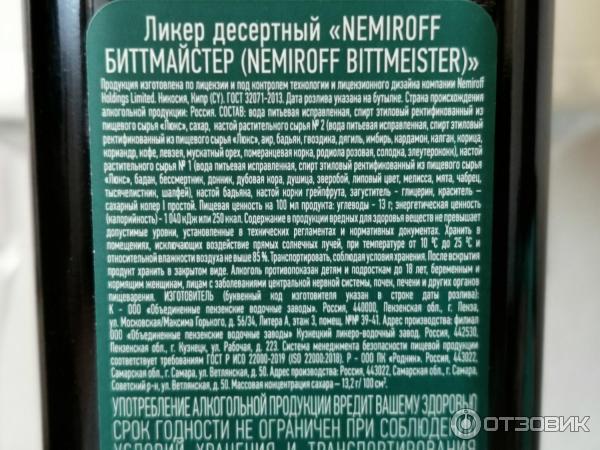 Ликер десертный «NEMIROFF
БИТТМАЙСТЕР (NEMIROFF BITTMEISTER)»
Продукция изготовлена по лицензии и под контролем технологии и лицензионного дизайна компании Nemiroff
Holdings Limited. Никосия, Кипр (CY). ГОСТ 32071-2013. Дата розлива указана на бутылке. Страна происхождения
алкогольной продукции: Россия. СОСТАВ: вода питьевая исправленная, спирт этиловый ректификованный из
пищевого сырья «Люкс», сахар, настой растительного сырья № 2 (вода питьевая исправленная, спирт этиловый
ректификованный из пищевого сырья «Люкс», аир, бадьян, гвоздика, дягиль, имбирь, кардамон, калган, корица,
кориандр, кофе, левзея, мускатный орех, померанцевая корка, родиола розовая, солодка, элеутерококк), настой
растительного сырья № 1 (вода питьевая исправленная, спирт этиловый ректификованный из пищевого сырья
«Люкс», бадан, бессмертник, донник, дубовая кора, душица, зверобой, липовый цвет, мелисса, мята, чабрец,
тысячелистник, шалфей), настой бадьяна, настой корки грейпфрута, загуститель - глицерин, краситель –
сахарный колер I простой. Пищевая ценность на 100 мл продукта: углеводы - 13 г; энергетическая ценность
(калорийность) - 1 040 кДж или 250 ккал. Содержание в продукции вредных для здоровья веществ не превышает
допустимые уровни, установленные в технических регламентах и нормативных документах. Хранить в
помещениях, исключающих воздействие прямых солнечных лучей, при температуре от 10 °C до 25 °C и
относительной влажности воздуха не выше 85 %. Транспортировать, соблюдая условия хранения. После вскрытия
продукт хранить в закрытом виде. Алкоголь противопоказан детям и подросткам до 18 лет, беременным и
кормящим женщинам, лицам с заболеваниями центральной нервной системы, почек, печени и других органов
пищеварения. ИЗГОТОВИТЕЛЬ (буквенный код изготовителя указан в строке даты розлива):
К - ООО «Объединенные пензенские водочные заводы». Россия, 440000, Пензенская обл., г. Пенза,
ул. Московская/Максима Горького, д. 56/34, Литера А, этаж 3, помещ. №№ 39-41. Адрес производства: филиал
ООО «Объединенные пензенские водочные заводы» Кузнецкий ликеро-водочный завод. Россия, 442530,
Пензенская обл., г. Кузнецк, ул. Рабочая, д. 223. Система менеджмента безопасности пищевой продукции
соответствует требованиям ГОСТ Р ИСО 22000-2019 (ISO 22000:2018). Р - ООО ПК «Родник». Россия, 443022,
Самарская обл., г. Самара, ул. Ветлянская, д. 50. Адрес производства: Россия, 443022, Самарская обл., г. Самара,
Советский р-н, ул. Ветлянская, д. 50. Массовая концентрация сахара – 13,2 г/ 100 см³.
УПОТРЕБЛЕНИЕ АЛКОГОЛЬНОЙ ПРОДУКЦИИ ВРЕДИТ ВАШЕМУ ЗДОРОВЬЮ
СРОК ГОДНОСТИ НЕ ОГРАНИЧЕН ПРИ СОБЛЮДЕН
УСЛОВИЙ ХРАНЕНИЯ И ТРАНСПОРТИРОВАНИЯ
ОТЗОВИК